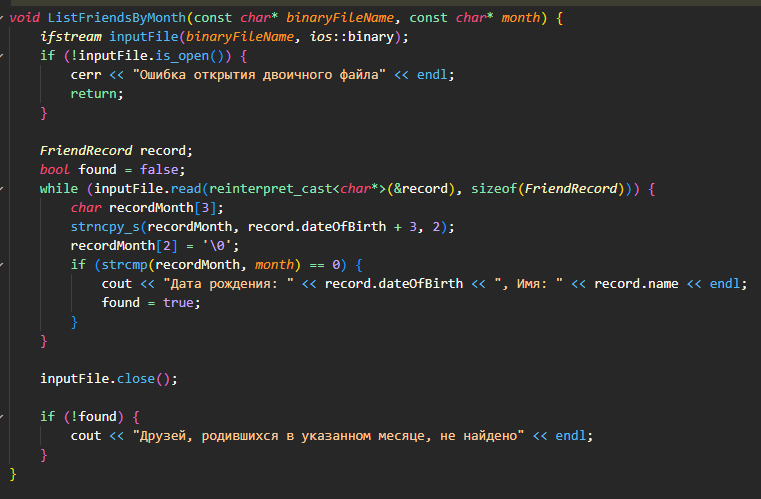 void ListFriendsByMonth(const char* binaryFileName, const char* month) {
    ifstream inputFile(binaryFileName, ios::binary);
    if (!inputFile.is_open()) {
        cerr << "Ошибка открытия двоичного файла" << endl;
        return;
    }

    FriendRecord record;
    bool found = false;
    while (inputFile.read(reinterpret_cast<char*>(&record), sizeof(FriendRecord))) {
        char recordMonth[3];
        strncpy_s(recordMonth, record.dateOfBirth + 3, 2);
        recordMonth[2] = '\0';
        if (strcmp(recordMonth, month) == 0) {
            cout << "Дата рождения: " << record.dateOfBirth << ", Имя: " << record.name << endl;
            found = true;
        }
    }

    inputFile.close();

    if (!found) {
        cout << "Друзей, родившихся в указанном месяце, не найдено" << endl;
    }
}